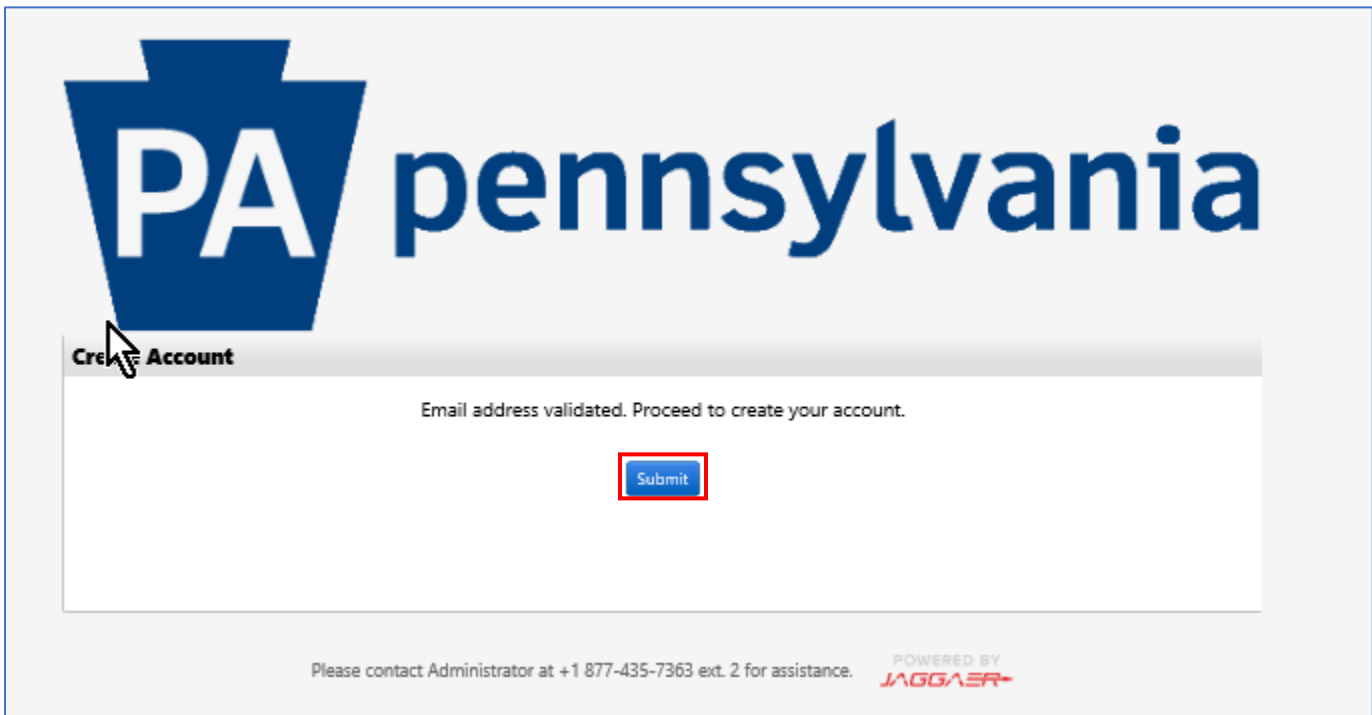 PA pennsylvania
Create Account
Email address validated. Proceed to create your account.
Submit
Please contact Administrator at +1 877-435-7363 ext. 2 for assistance.
POWERED BY
JAGGAER